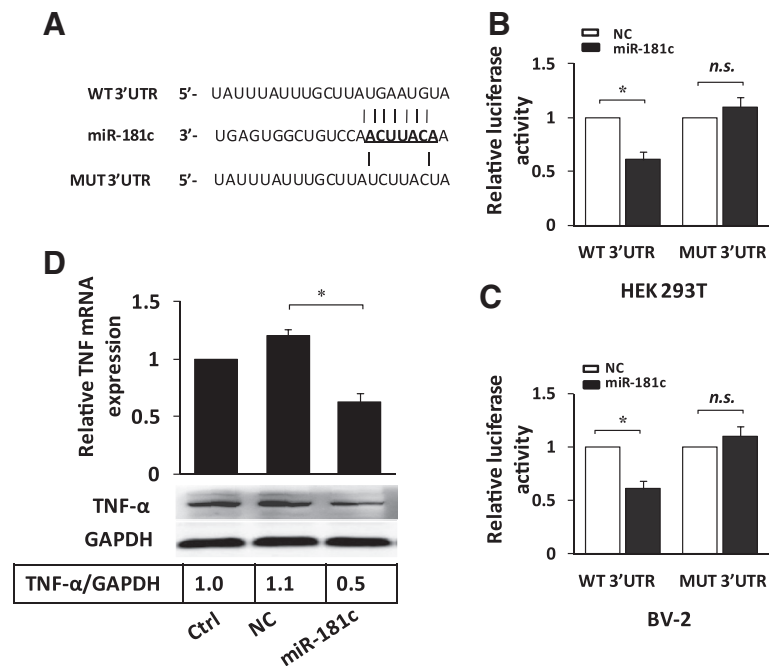 A
WT 3'UTR 5'- UAUUUAUUUGCUUAUGAAUGUA
miR-181c 3'- UGAGUGGCUGUCCAACUUACAA
MUT 3'UTR 5'- UAUUUAUUUGCUUAUCUUACUA
B
NC
miR-181c
Relative luciferase
activity
1.5
1
0.5
0
*
n.s.
WT 3'UTR MUT 3'UTR
HEK 293T
C
NC
miR-181c
Relative luciferase
activity
1.5
1
0.5
0
*
n.s.
WT 3'UTR MUT 3'UTR
BV-2
D
Relative TNF mRNA
expression
1.5
1
0.5
0
*
TNF-α
GAPDH
TNF-α/GAPDH 1.0 1.1 0.5
Ctrl NC miR-181c